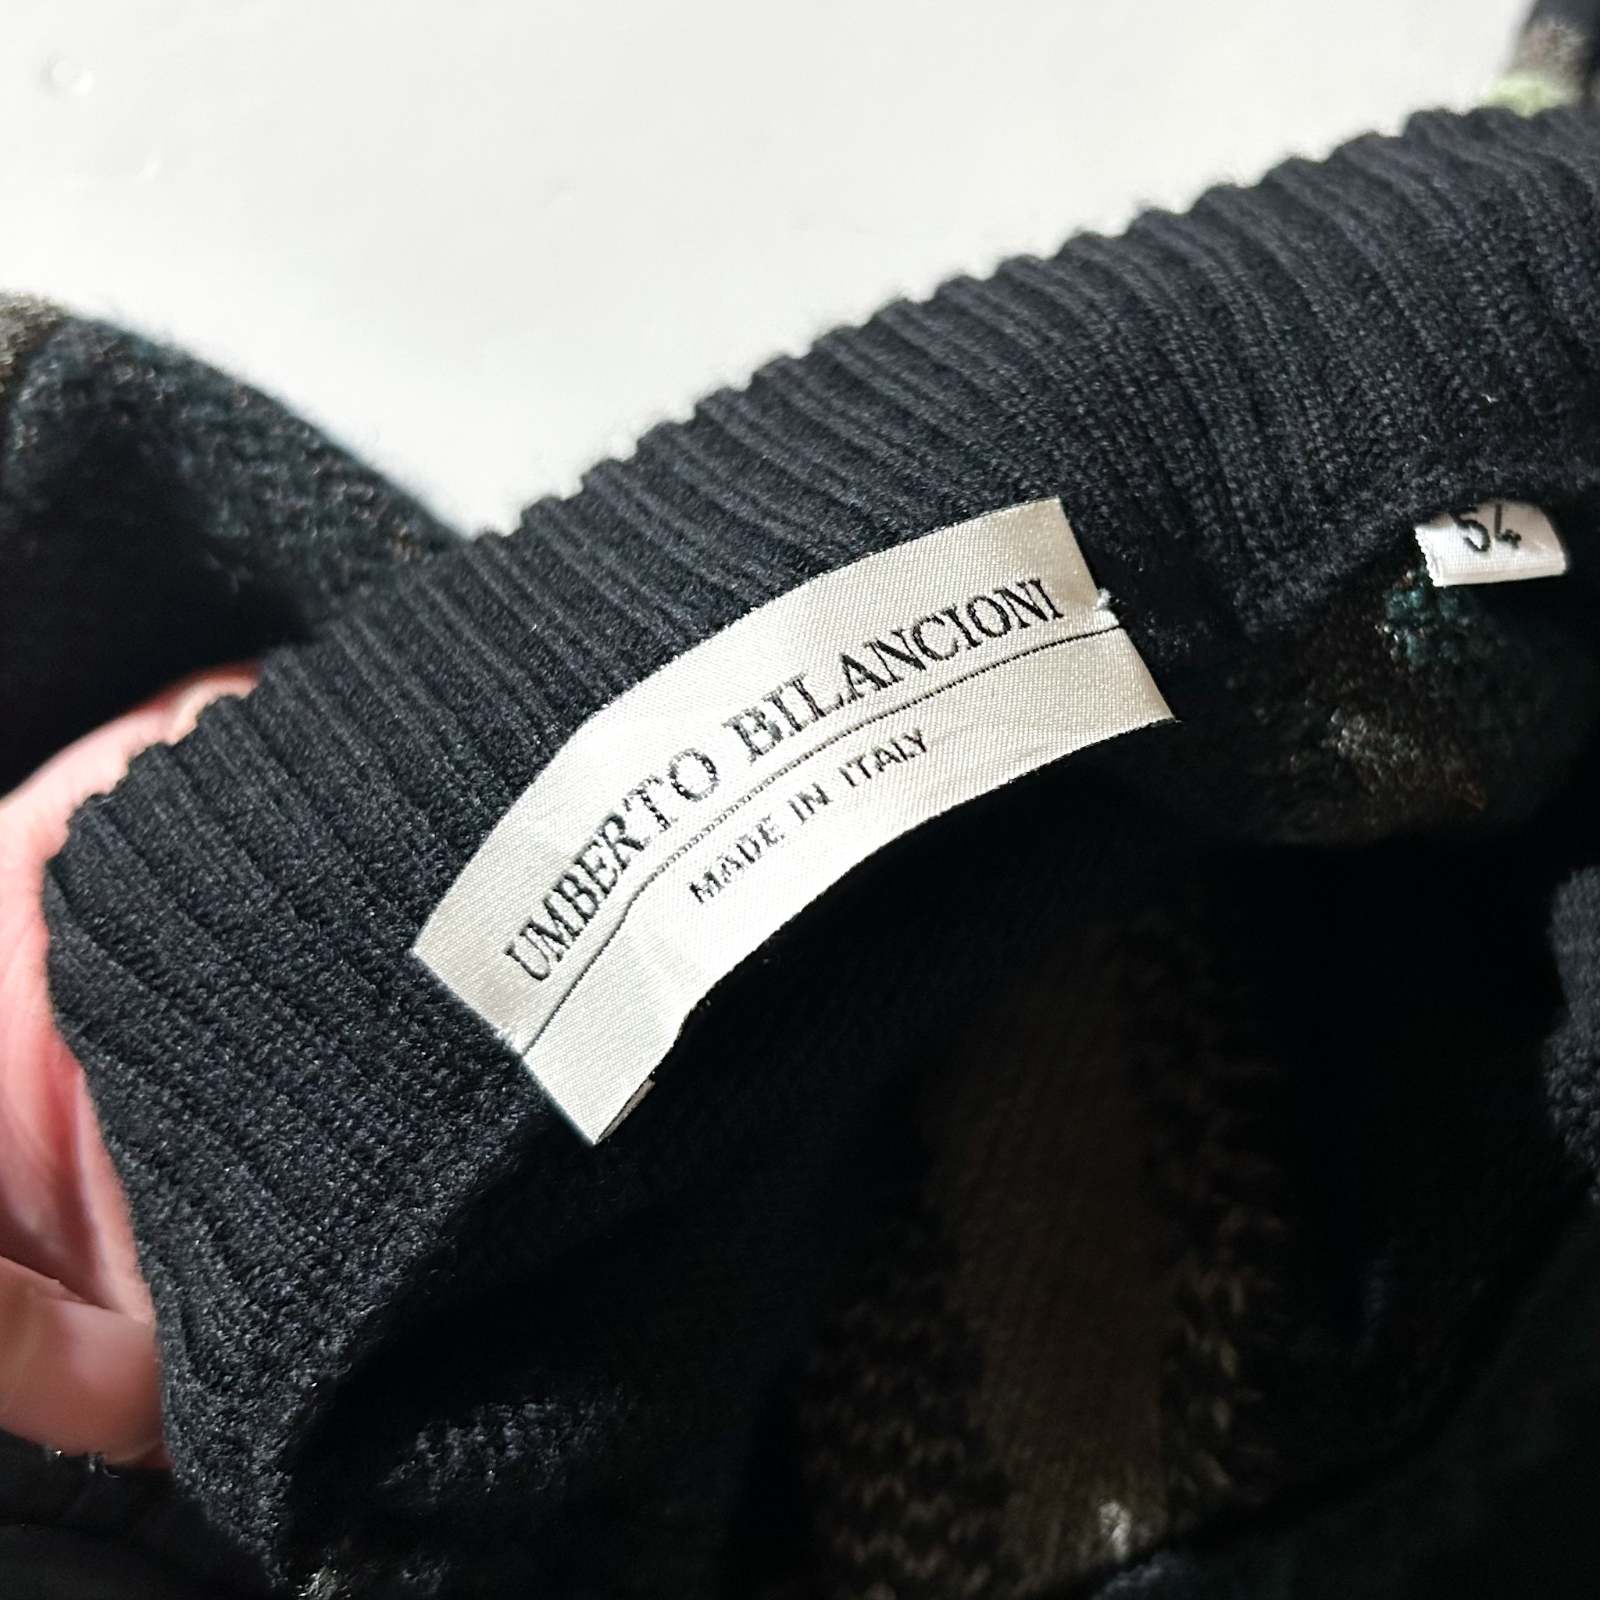 UMBERTO BILANCIONI
MADE IN ITALY
54